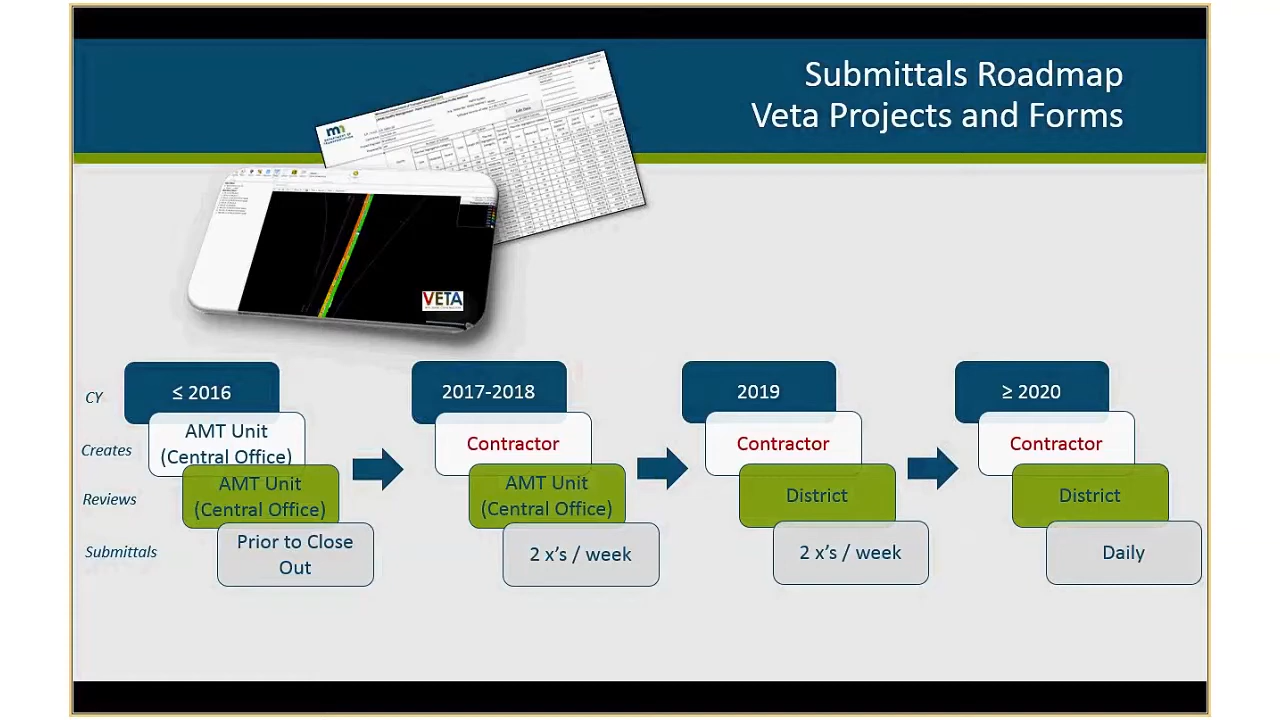 Submittals Roadmap
Veta Projects and Forms
VETA
CY
≤ 2016
2017-2018
2019
≥ 2020
Creates
AMT Unit
(Central Office)
Contractor
Contractor
Contractor
Reviews
AMT Unit
(Central Office)
AMT Unit
(Central Office)
District
District
Submittals
Prior to Close
Out
2 x's / week
2 x's / week
Daily